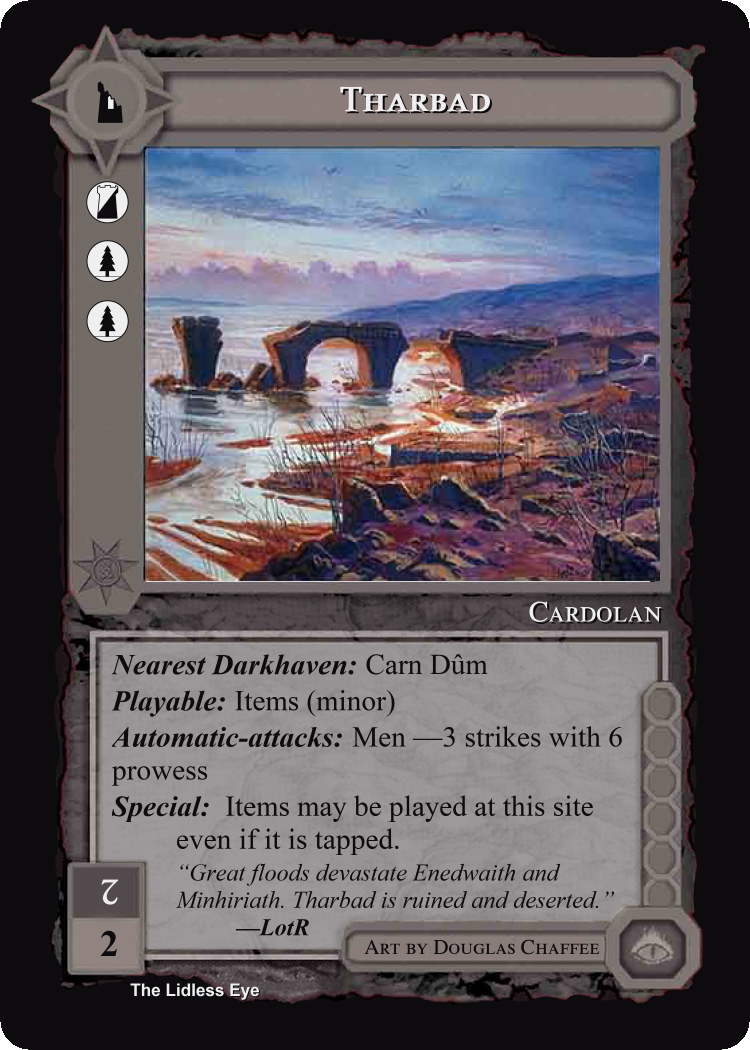 THARBAD
CARDOLAN
Nearest Darkhaven: Carn Dûm
Playable: Items (minor)
Automatic-attacks: Men —3 strikes with 6
prowess
Special: Items may be played at this site
even if it is tapped.
“Great floods devastate Enedwaith and
Minhiriath. Tharbad is ruined and deserted.”
—LotR
2
2
ART BY DOUGLAS CHAFFEE
The Lidless Eye